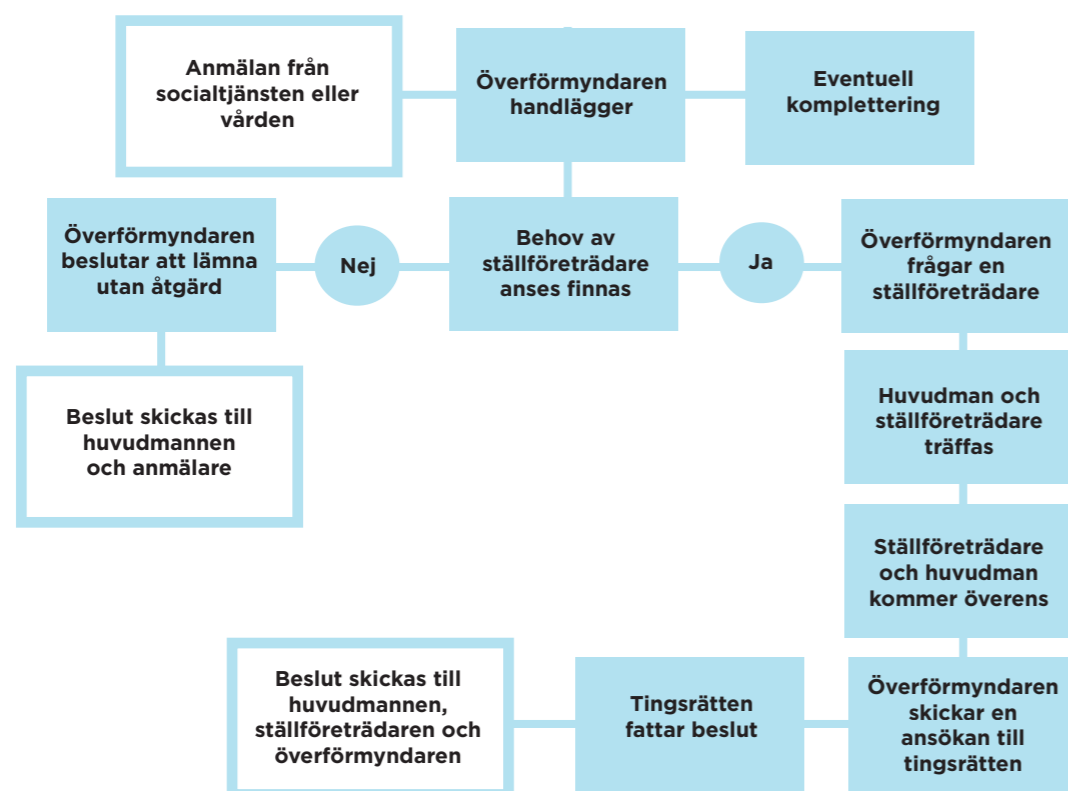 Anmälan från
socialtjänsten eller
vården
Överförmyndaren
handlägger
Eventuell
komplettering
Överförmyndaren
beslutar att lämna
utan åtgärd
Nej
Behov av
ställföreträdare
anses finnas
Ja
Överförmyndaren
frågar en
ställföreträdare
Beslut skickas till
huvudmannen
och anmälare
Huvudman och
ställföreträdare
träffas
Ställföreträdare
och huvudman
kommer överens
Beslut skickas till
huvudmannen,
ställföreträdaren och
överförmyndaren
Tingsrätten
fattar beslut
Överförmyndaren
skickar en
ansökan till
tingsrätten